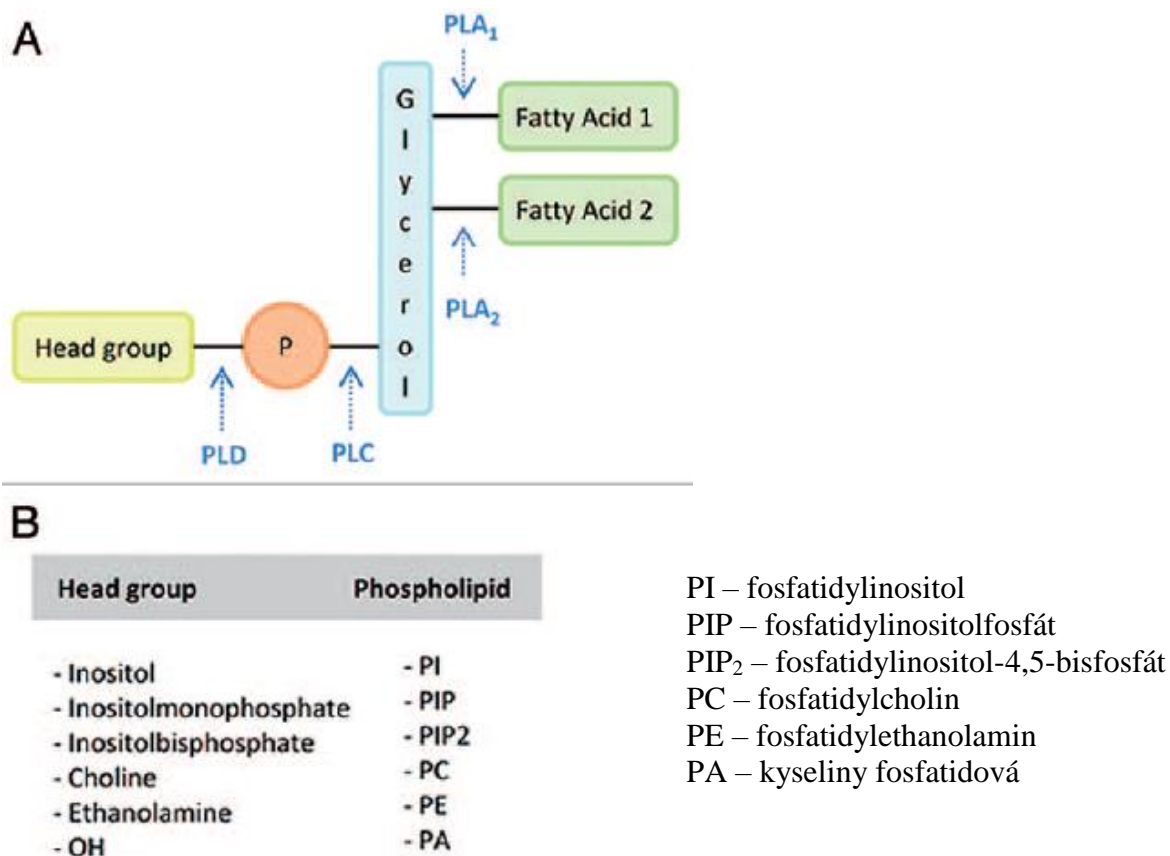 A
PLA₁
Glycerol
Fatty Acid 1
Fatty Acid 2
PLA₂
Head group
P
PLD
PLC
B
Head group Phospholipid
- Inositol - PI
- Inositolmonophosphate - PIP
- Inositolbisphosphate - PIP2
- Choline - PC
- Ethanolamine - PE
- OH - PA
PI – fosfatidylinositol
PIP – fosfatidylinositolfosfát
PIP₂ – fosfatidylinositol-4,5-bisfosfát
PC – fosfatidylcholin
PE – fosfatidylethanolamin
PA – kyseliny fosfatidová